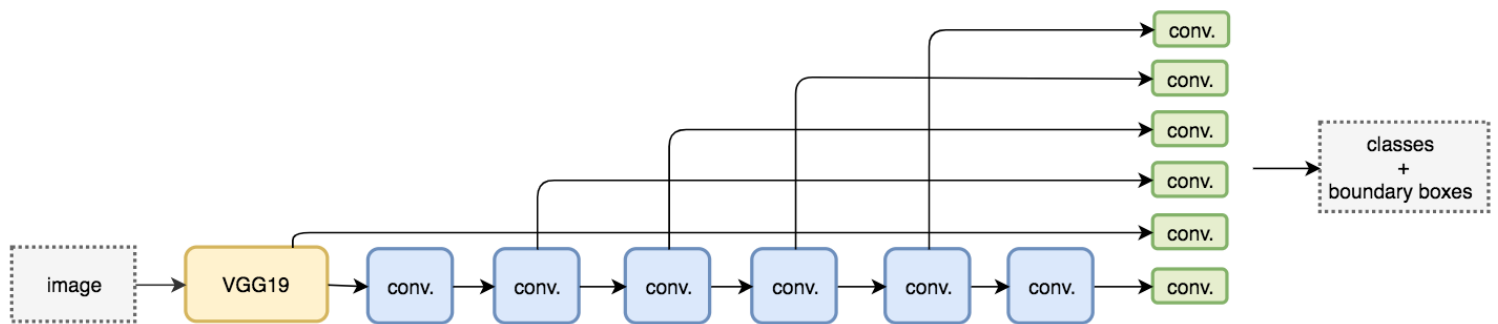 conv.
conv.
conv.
conv.
conv.
classes
+
boundary boxes
image
VGG19
conv.
conv.
conv.
conv.
conv.
conv.
conv.